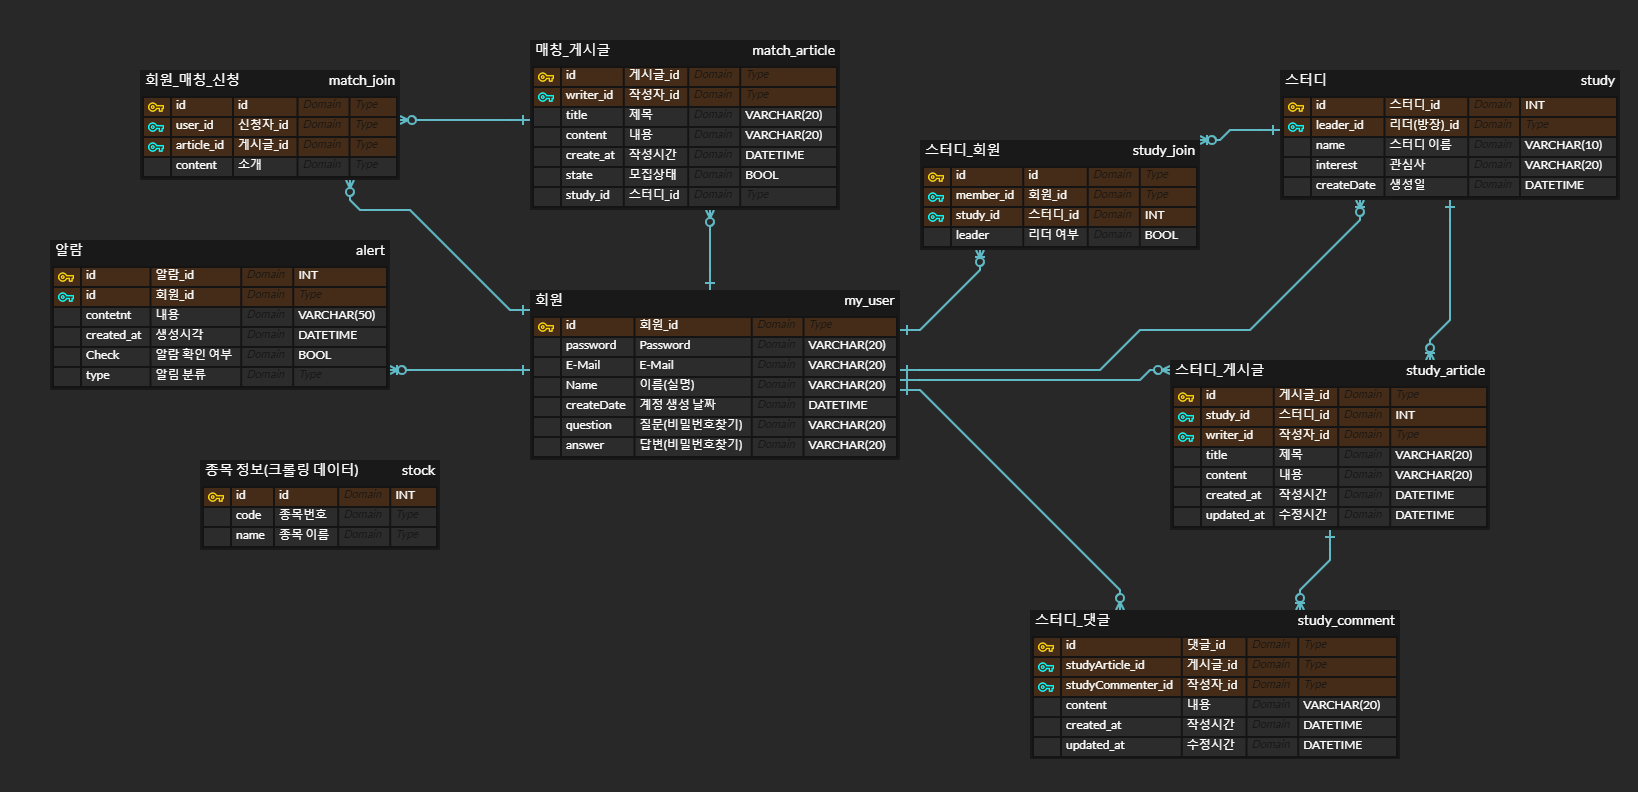 회원_매칭_신청 match_join
id id Domain Type
user_id 신청자_id Domain Type
article_id 게시글_id Domain Type
content 소개 Domain Type
매칭_게시글 match_article
id 게시글_id Domain Type
writer_id 작성자_id Domain Type
title 제목 Domain VARCHAR(20)
content 내용 Domain VARCHAR(20)
create_at 작성시간 Domain DATETIME
state 모집상태 Domain BOOL
study_id 스터디_id Domain Type
스터디_회원 study_join
id id Domain Type
member_id 회원_id Domain Type
study_id 스터디_id Domain INT
leader 리더 여부 Domain BOOL
스터디 study
id 스터디_id Domain INT
leader_id 리더(방장)_id Domain Type
name 스터디 이름 Domain VARCHAR(10)
interest 관심사 Domain VARCHAR(20)
createDate 생성일 Domain DATETIME
알람 alert
id 알람_id Domain INT
id 회원_id Domain Type
contetnt 내용 Domain VARCHAR(50)
created_at 생성시각 Domain DATETIME
Check 알람 확인 여부 Domain BOOL
type 알림 분류 Domain Type
회원 my_user
id 회원_id Domain Type
password Password Domain VARCHAR(20)
E-Mail E-Mail Domain VARCHAR(20)
Name 이름(실명) Domain VARCHAR(20)
createDate 계정 생성 날짜 Domain DATETIME
question 질문(비밀번호찾기) Domain VARCHAR(20)
answer 답변(비밀번호찾기) Domain VARCHAR(20)
스터디_게시글 study_article
id 게시글_id Domain Type
study_id 스터디_id Domain INT
writer_id 작성자_id Domain Type
title 제목 Domain VARCHAR(20)
content 내용 Domain VARCHAR(20)
created_at 작성시간 Domain DATETIME
updated_at 수정시간 Domain DATETIME
종목 정보(크롤링 데이터) stock
id id Domain INT
code 종목번호 Domain Type
name 종목 이름 Domain Type
스터디_댓글 study_comment
id 댓글_id Domain Type
studyArticle_id 게시글_id Domain Type
studyCommenter_id 작성자_id Domain Type
content 내용 Domain VARCHAR(20)
created_at 작성시간 Domain DATETIME
updated_at 수정시간 Domain DATETIME